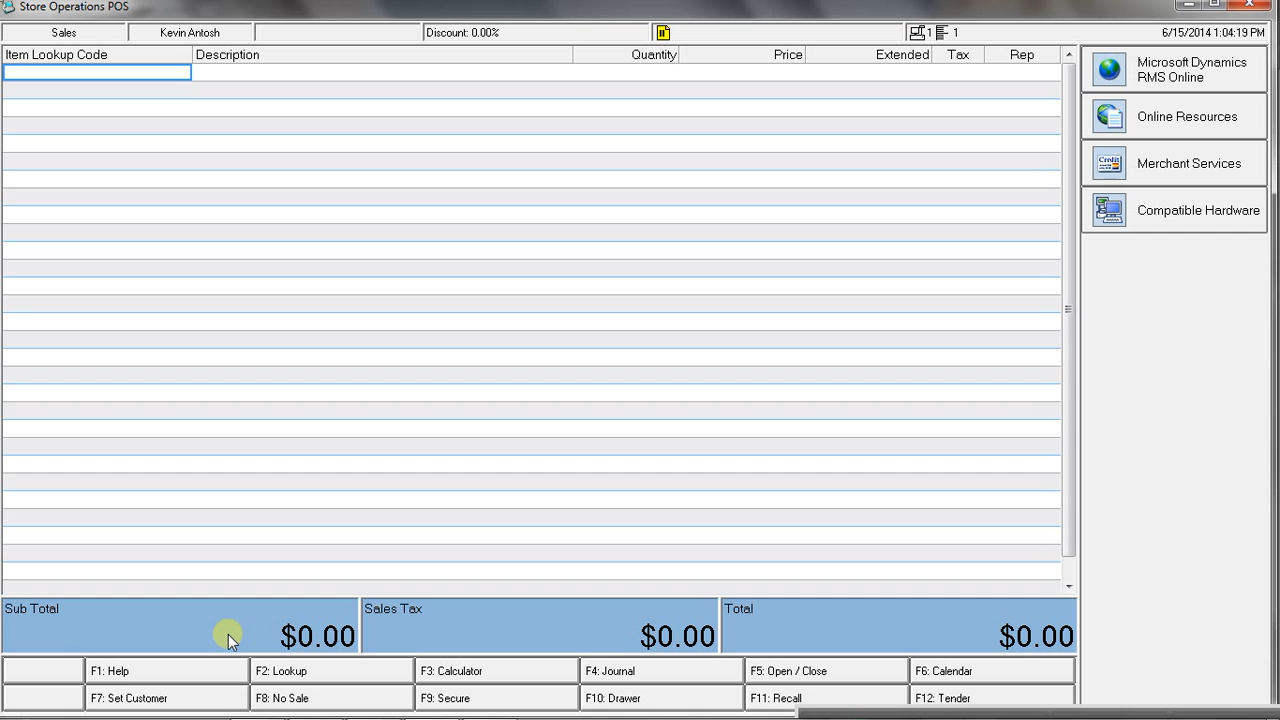 Store Operations POS
Sales Kevin Antosh Discount: 0.00% 1 1 6/15/2014 1:04:19 PM
Item Lookup Code Description Quantity Price Extended Tax Rep
Microsoft Dynamics
RMS Online
Online Resources
Credit
Merchant Services
Compatible Hardware
Sub Total Sales Tax Total
$0.00 $0.00 $0.00
F1: Help F2: Lookup F3: Calculator F4: Journal F5: Open / Close F6: Calendar
F7: Set Customer F8: No Sale F9: Secure F10: Drawer F11: Recall F12: Tender